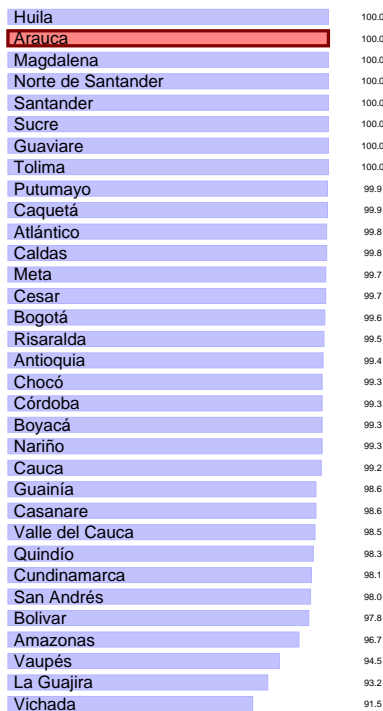 Huila 100.0
Arauca 100.0
Magdalena 100.0
Norte de Santander 100.0
Santander 100.0
Sucre 100.0
Guaviare 100.0
Tolima 100.0
Putumayo 99.9
Caquetá 99.9
Atlántico 99.8
Caldas 99.8
Meta 99.7
Cesar 99.7
Bogotá 99.6
Risaralda 99.5
Antioquia 99.4
Chocó 99.3
Córdoba 99.3
Boyacá 99.3
Nariño 99.3
Cauca 99.2
Guainía 98.6
Casanare 98.6
Valle del Cauca 98.5
Quindío 98.3
Cundinamarca 98.1
San Andrés 98.0
Bolivar 97.8
Amazonas 96.7
Vaupés 94.5
La Guajira 93.2
Vichada 91.5